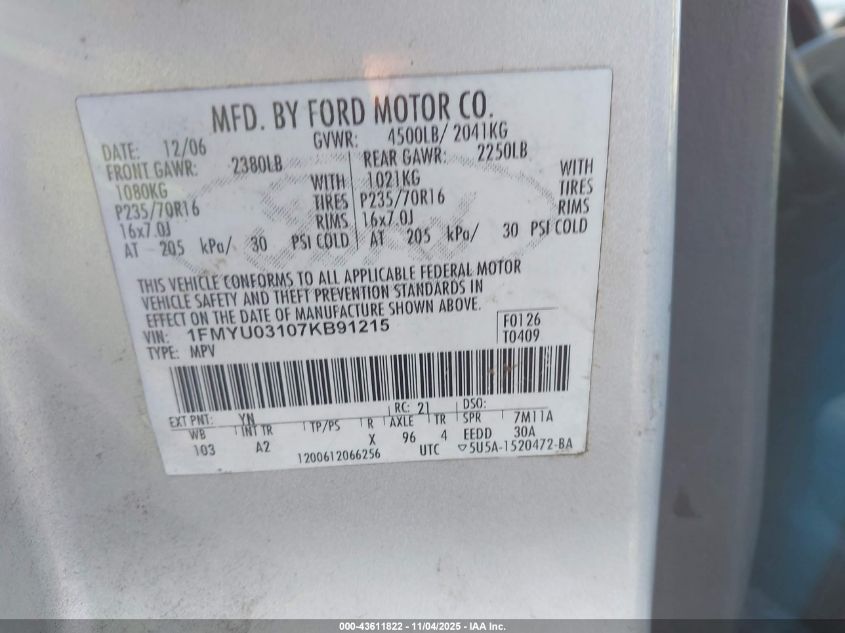 MFD. BY FORD MOTOR CO.
DATE: 12/06 GVWR: 4500LB/ 2041KG
FRONT GAWR: 2380LB REAR GAWR: 2250LB
1080KG WITH 1021KG WITH
P235/70R16 TIRES P235/70R16 TIRES
16x7.0J RIMS 16x7.0J RIMS
AT 205 kPa/ 30 PSI COLD AT 205 kPa/ 30 PSI COLD
THIS VEHICLE CONFORMS TO ALL APPLICABLE FEDERAL MOTOR
VEHICLE SAFETY AND THEFT PREVENTION STANDARDS IN
EFFECT ON THE DATE OF MANUFACTURE SHOWN ABOVE.
VIN: 1FMYU03107KB91215 F0126
TYPE: MPV T0409
EXT PNT: YN RC: 21 DSO:
WB INT TR TP/PS R AXLE TR SPR 7M11A
103 A2 X 96 4 EEDD 30A
1200612066256 UTC ▽5U5A-1520472-BA
000-43611822 - 11/04/2025 - IAA Inc.